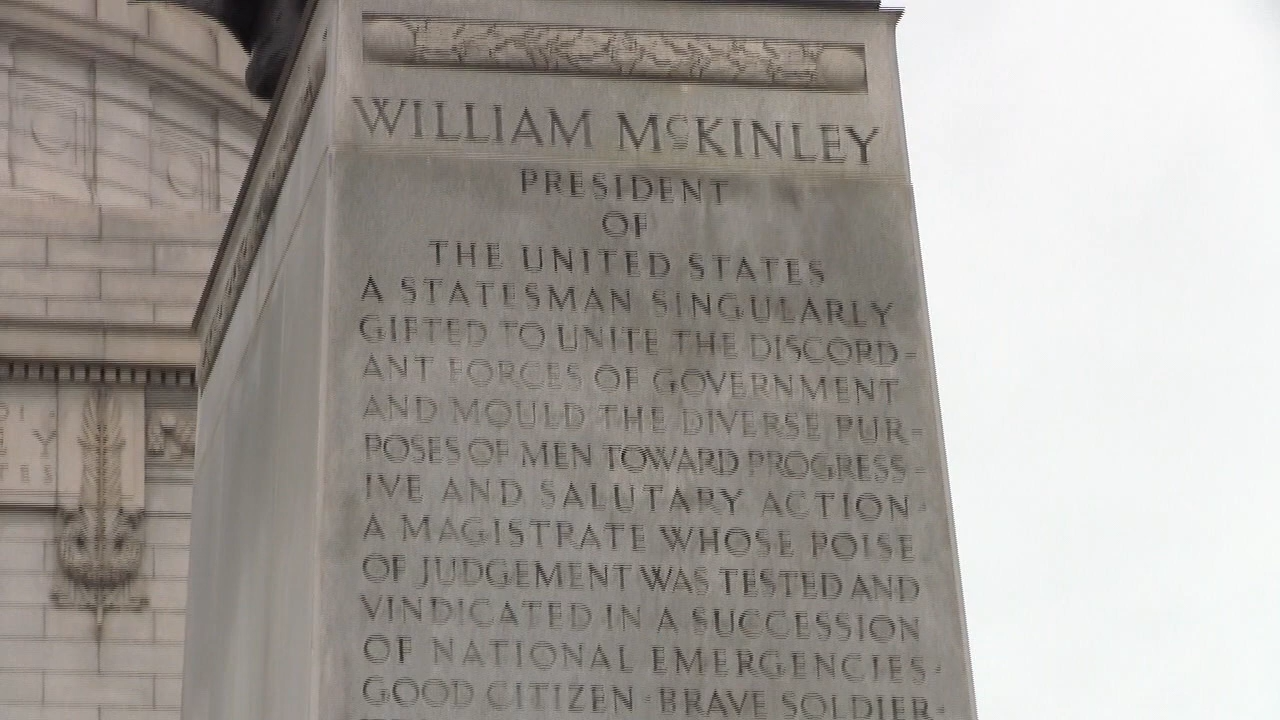 WILLIAM McKINLEY
PRESIDENT
OF
THE UNITED STATES
A STATESMAN SINGULARLY
GIFTED TO UNITE THE DISCORD-
ANT FORCES OF GOVERNMENT
AND MOULD THE DIVERSE PUR-
POSES OF MEN TOWARD PROGRESS-
IVE AND SALUTARY ACTION·
A MAGISTRATE WHOSE POISE
OF JUDGEMENT WAS TESTED AND
VINDICATED IN A SUCCESSION
OF NATIONAL EMERGENCIES·
GOOD CITIZEN · BRAVE SOLDIER·